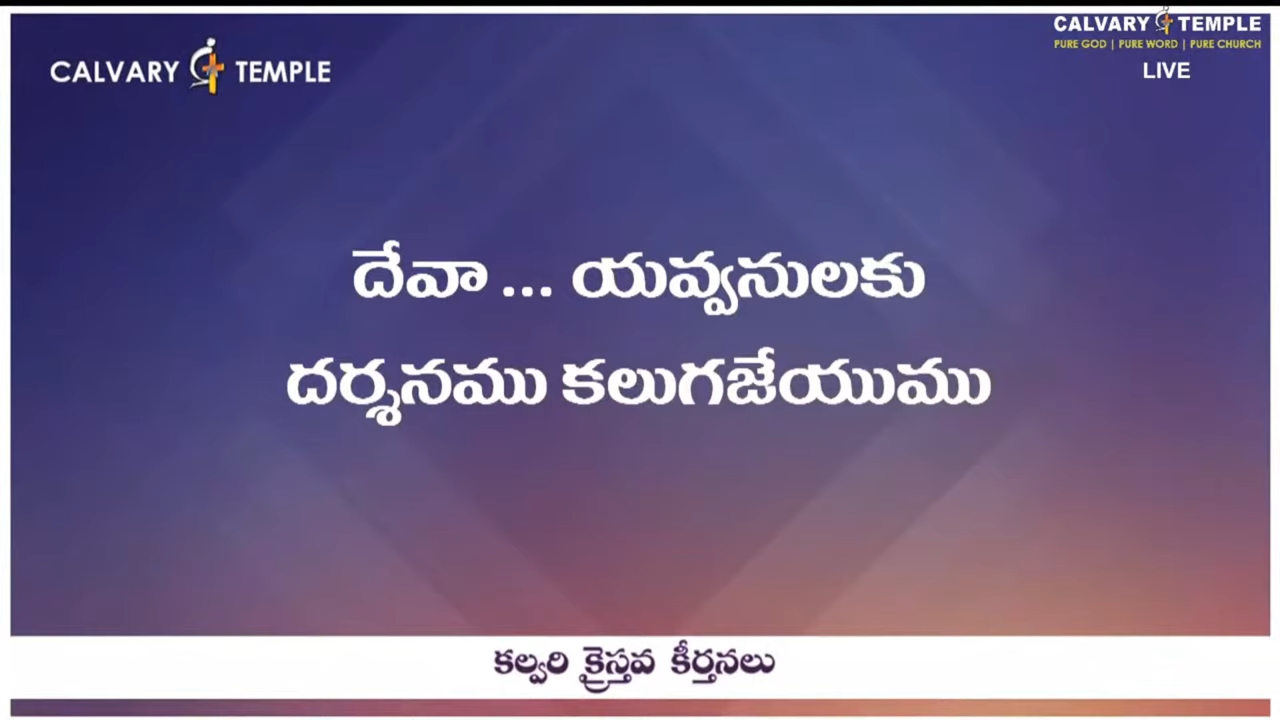 CALVARY TEMPLE
CALVARY TEMPLE
PURE GOD | PURE WORD | PURE CHURCH
LIVE
దేవా ... యవ్వనులకు
దర్శనము కలుగజేయుము
కల్వరి క్రైస్తవ కీర్తనలు